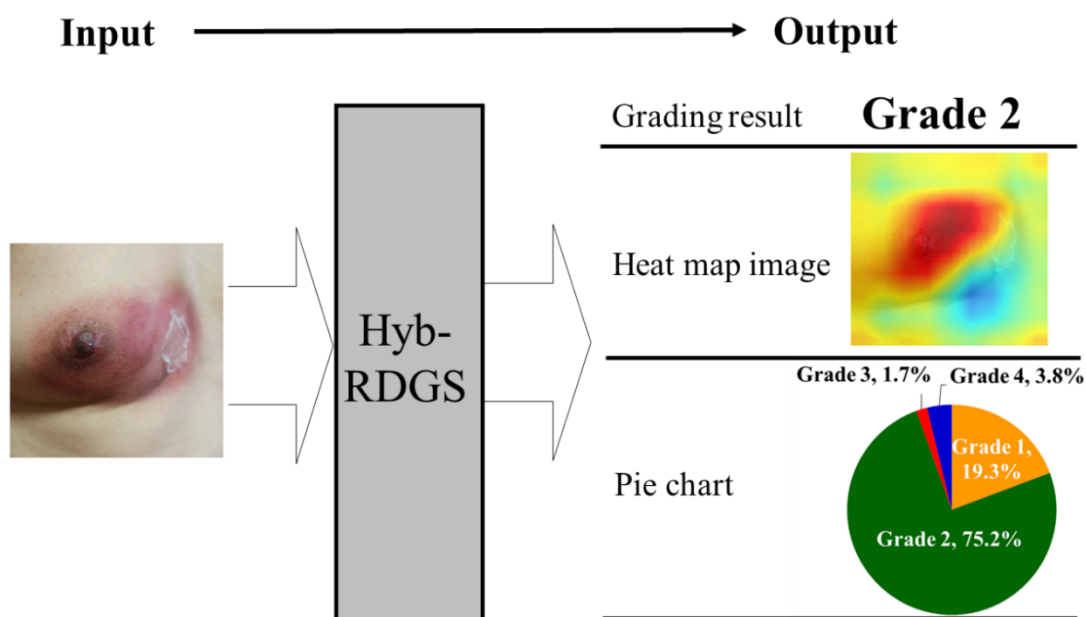 Input
Output
Grading result
Grade 2
Hyb-
RDGS
Heat map image
Pie chart
Grade 3, 1.7%
Grade 4, 3.8%
Grade 1,
19.3%
Grade 2, 75.2%